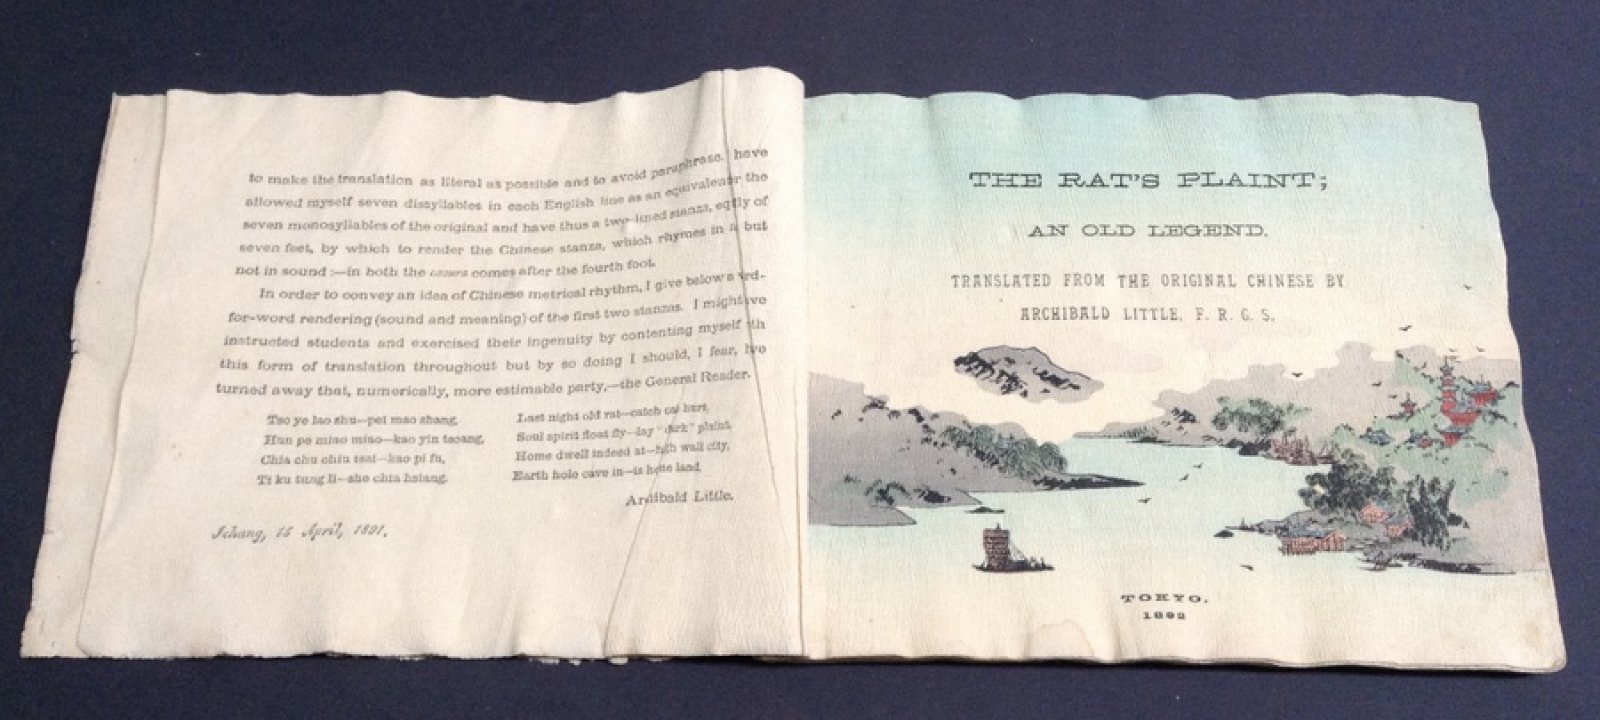 to make the translation as literal as possible and to avoid paraphrase. have
allowed myself seven dissyllables in each English line as an equivalent the
seven monosyllables of the original and have thus a two-lined stanza, of
seven feet, by which to render the Chinese stanza, which rhymes in but
not in sound :—in both the cesura comes after the fourth foot.
In order to convey an idea of Chinese metrical rhythm, I give below
for-word rendering (sound and meaning) of the first two stanzas. I might
instructed students and exercised their ingenuity by contenting myself
this form of translation throughout but by so doing I should, I fear,
turned away that, numerically, more estimable party,—the General Reader.
Tso ye lao shu—pei mao shang,
Hun po miao miao—kao yin tsoang,
Chia chu chiu tsai—kao pi fu,
Ti ku tung li—she chia hsiang.
Last night old rat—catch cat hurt,
Soul spirit float fly—lay "dark" plaint
Home dwell indeed at—high wall city,
Earth hole cave in—is home land
Archibald Little.
Ichang, 15 April, 1891.
THE RAT'S PLAINT;
AN OLD LEGEND.
TRANSLATED FROM THE ORIGINAL CHINESE BY
ARCHIBALD LITTLE, F. R. G. S.
TOKYO.
1892